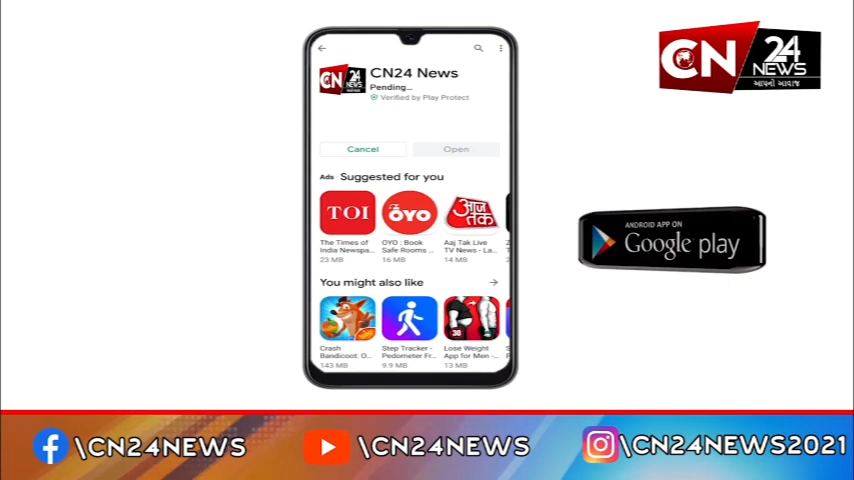 CN24 News
Pending...
Verified by Play Protect
Cancel
Open
Ads · Suggested for you
TOI
OYO
आज तक
The Times of
India Newspa...
23 MB
OYO : Book
Safe Rooms ...
16 MB
Aaj Tak Live
TV News - La...
14 MB
You might also like
38
Crash
Bandicoot: O...
143 MB
Step Tracker -
Pedometer Fr...
9.9 MB
Lose Weight
App for Men -...
13 MB
CN 24
NEWS
આપનો અવાજ
ANDROID APP ON
Google play
\CN24NEWS
\CN24NEWS
\CN24NEWS2021